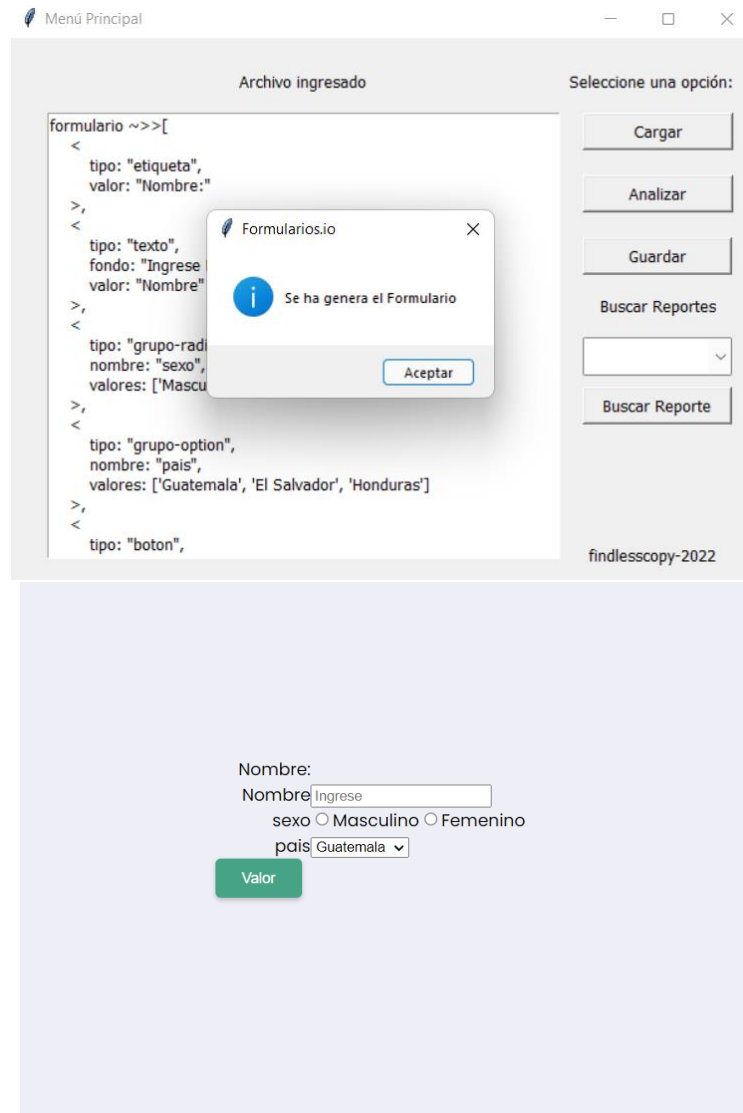 Menú Principal
Archivo ingresado
Seleccione una opción:
formulario ~>>[
<
tipo: "etiqueta",
valor: "Nombre:"
>,
<
tipo: "texto",
fondo: "Ingrese
valor: "Nombre"
>,
<
tipo: "grupo-radi
nombre: "sexo",
valores: ['Mascu
>,
<
tipo: "grupo-option",
nombre: "pais",
valores: ['Guatemala', 'El Salvador', 'Honduras']
>,
<
tipo: "boton",
Formularios.io
Se ha genera el Formulario
Aceptar
Cargar
Analizar
Guardar
Buscar Reportes
Buscar Reporte
findlesscopy-2022
Nombre:
Nombre Ingrese
sexo Masculino Femenino
pais Guatemala
Valor